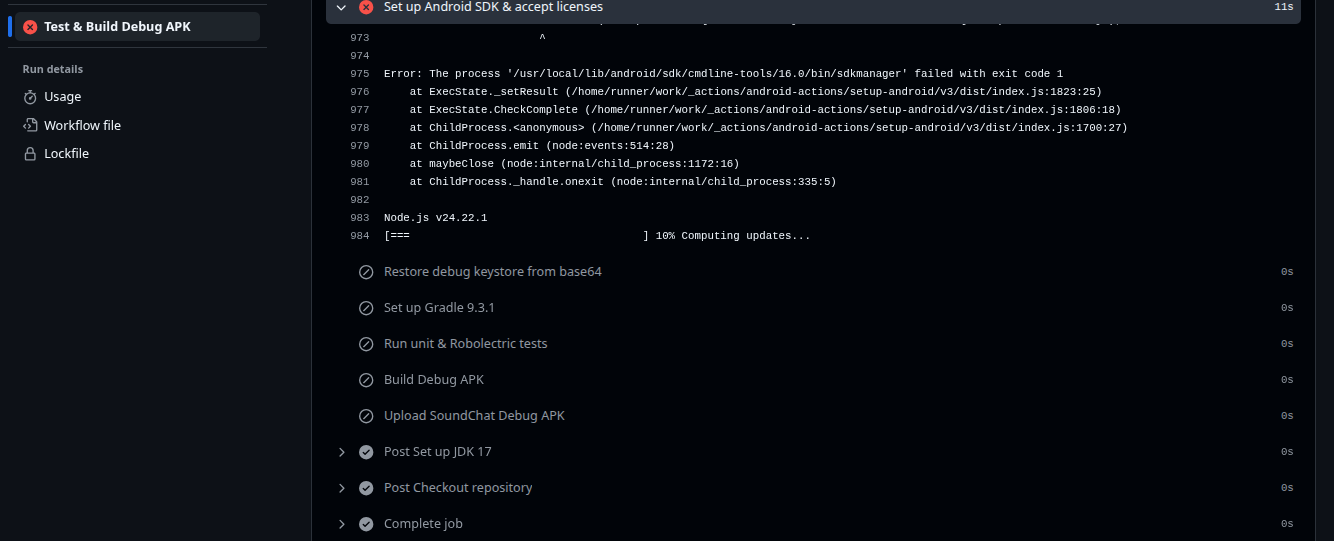 Set up Android SDK & accept licenses
11s
Test & Build Debug APK
Run details
Usage
Workflow file
Lockfile
973 ^
974
975 Error: The process '/usr/local/lib/android/sdk/cmdline-tools/16.0/bin/sdkmanager' failed with exit code 1
976 at ExecState._setResult (/home/runner/work/_actions/android-actions/setup-android/v3/dist/index.js:1823:25)
977 at ExecState.CheckComplete (/home/runner/work/_actions/android-actions/setup-android/v3/dist/index.js:1806:18)
978 at ChildProcess.<anonymous> (/home/runner/work/_actions/android-actions/setup-android/v3/dist/index.js:1700:27)
979 at ChildProcess.emit (node:events:514:28)
980 at maybeClose (node:internal/child_process:1172:16)
981 at ChildProcess._handle.onexit (node:internal/child_process:335:5)
982
983 Node.js v24.22.1
984 [=== ] 10% Computing updates...
Restore debug keystore from base64 0s
Set up Gradle 9.3.1 0s
Run unit & Robolectric tests 0s
Build Debug APK 0s
Upload SoundChat Debug APK 0s
Post Set up JDK 17 0s
Post Checkout repository 0s
Complete job 0s